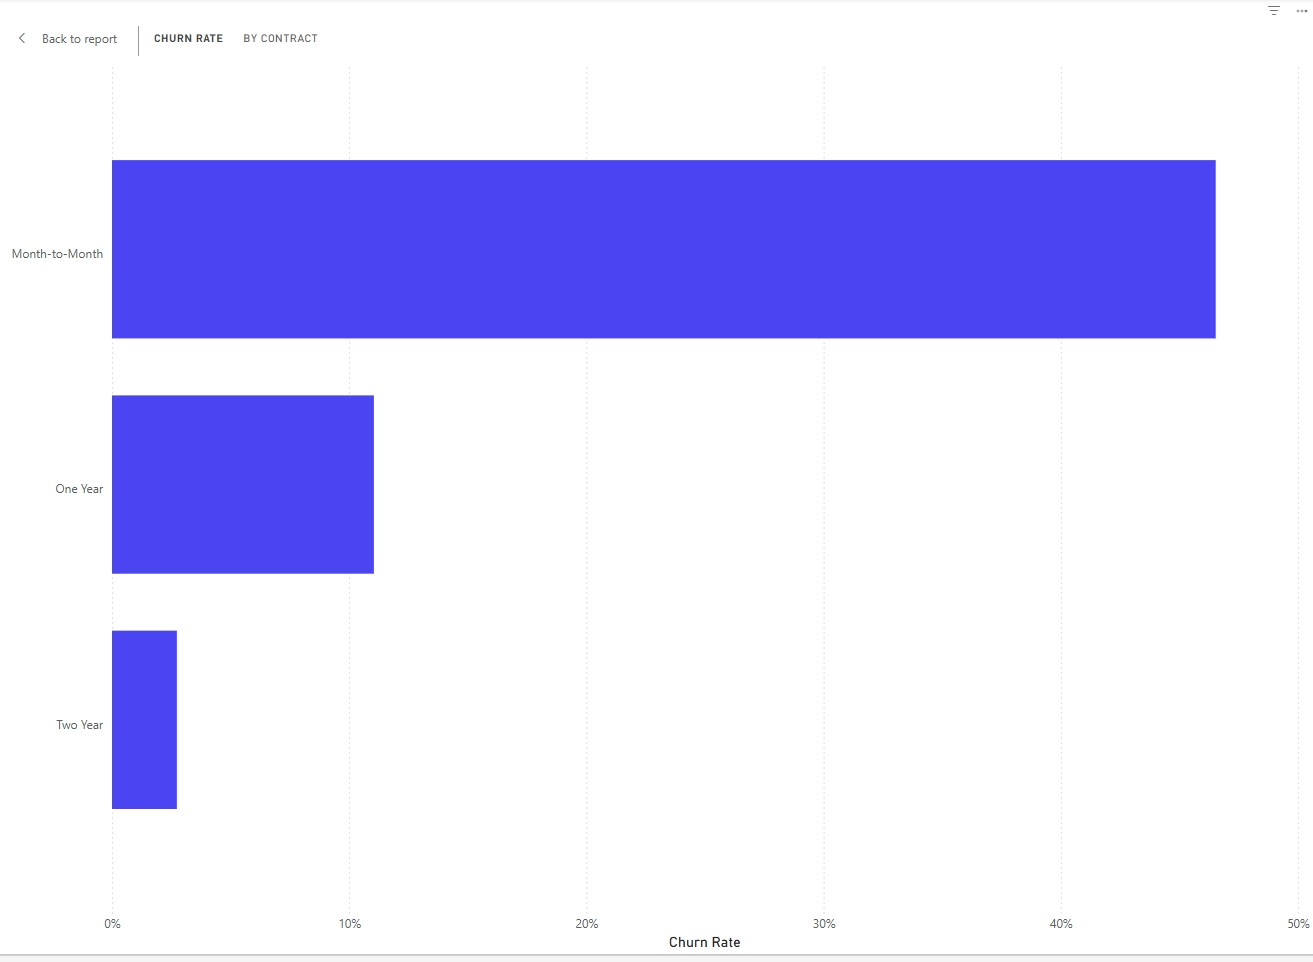 Back to report
CHURN RATE BY CONTRACT
Month-to-Month
One Year
Two Year
0% 10% 20% 30% 40% 50%
Churn Rate